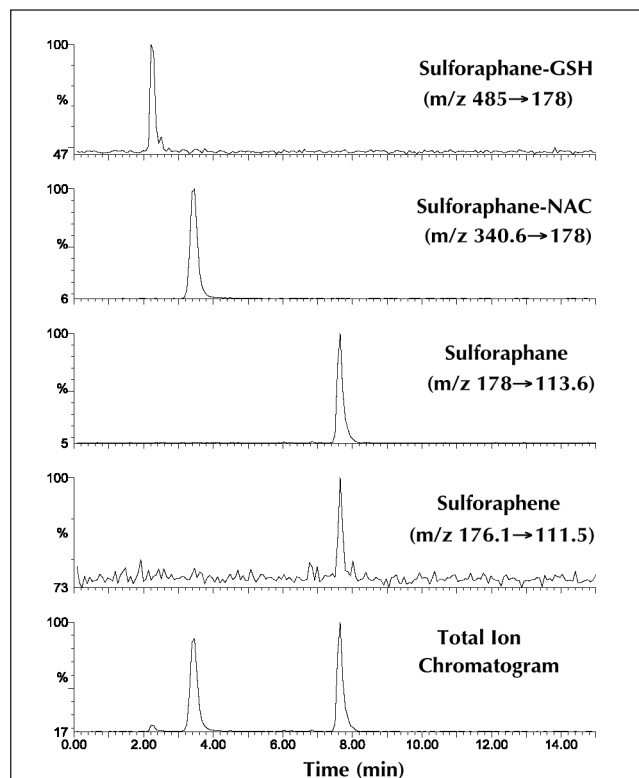 100
Sulforaphane-GSH
%
(m/z 485→178)
47
100
Sulforaphane-NAC
%
(m/z 340.6→178)
6
100
Sulforaphane
%
(m/z 178→113.6)
5
100
Sulforaphene
%
(m/z 176.1→111.5)
73
100
Total Ion
%
Chromatogram
17
0.00 2.00 4.00 6.00 8.00 10.00 12.00 14.00
Time (min)